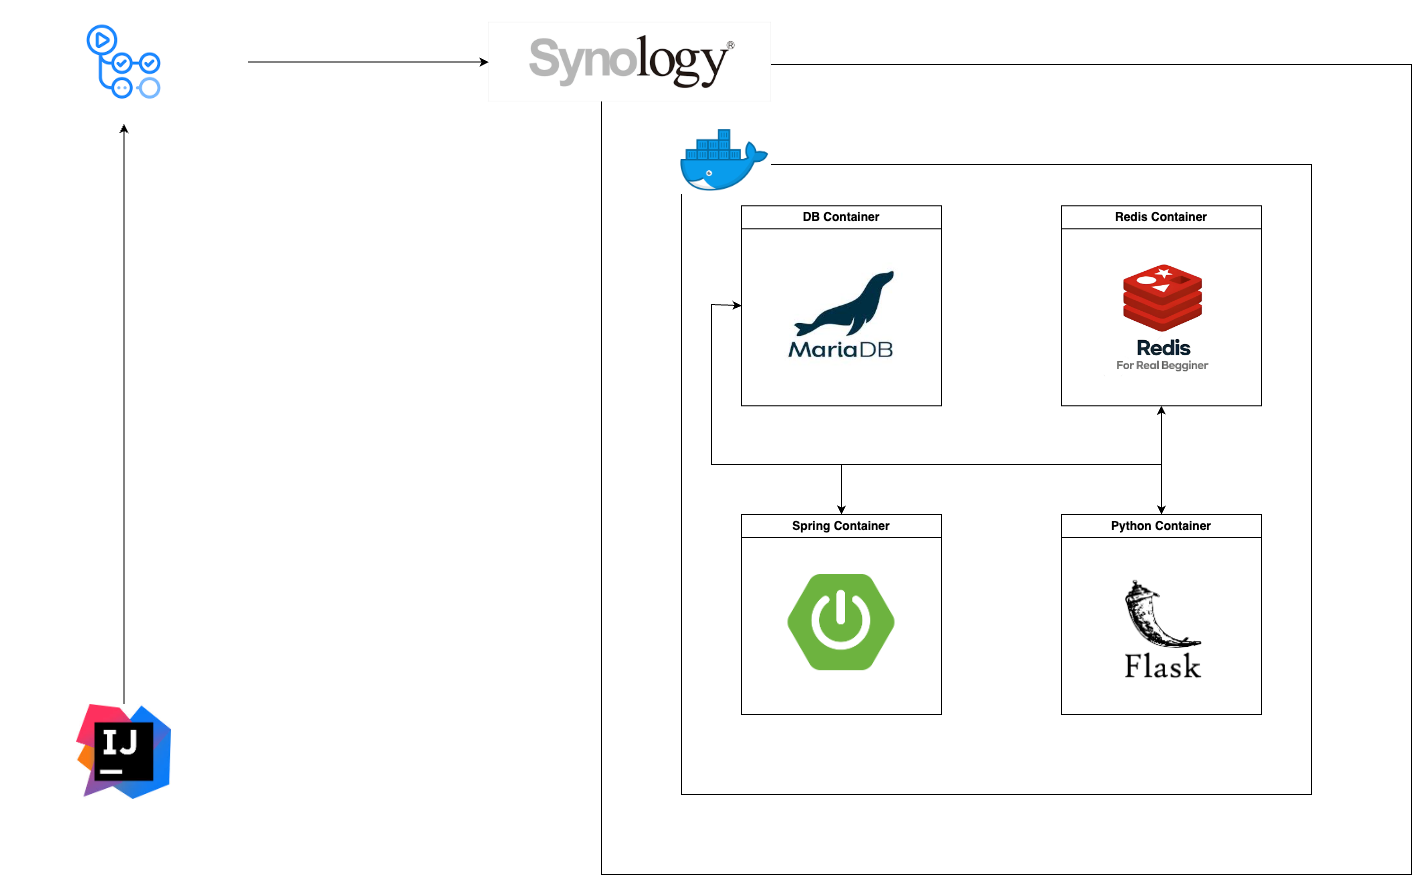 Synology®
DB Container
Redis Container
MariaDB
Redis
For Real Begginer
Spring Container
Python Container
Flask
IJ